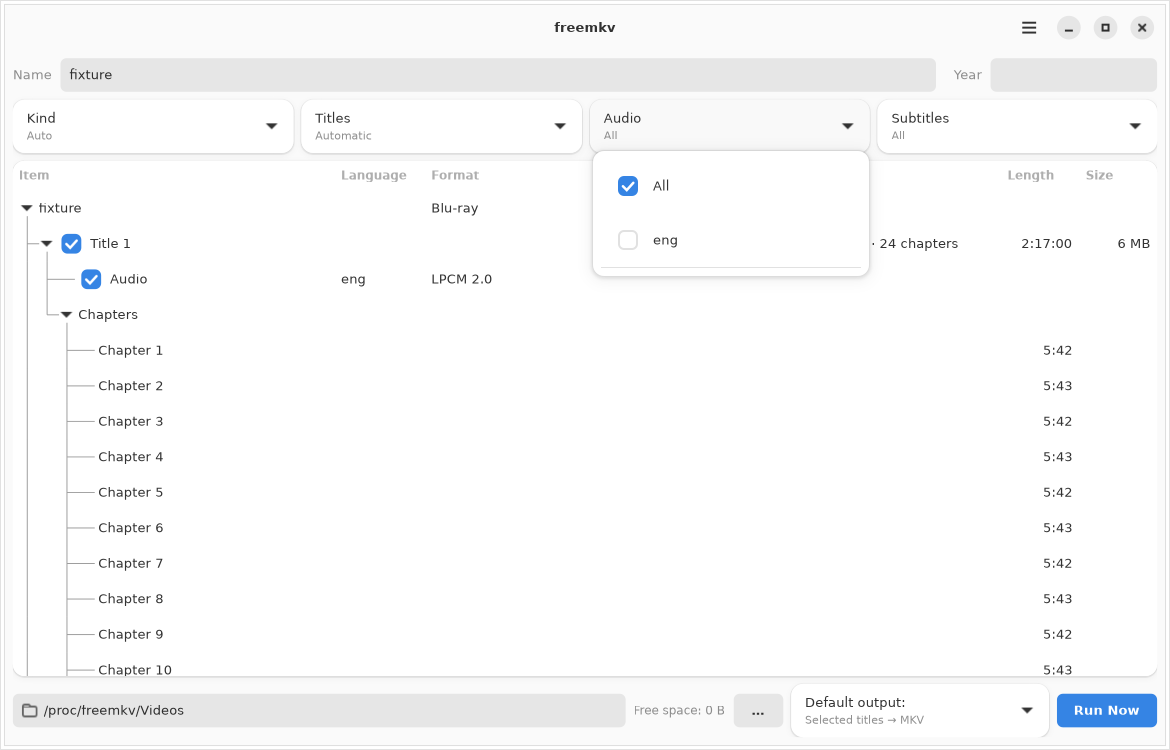 freemkv
Name fixture Year
Kind
Auto
Titles
Automatic
Audio
All
Subtitles
All
Item Language Format Length Size
All
eng
fixture Blu-ray
Title 1 · 24 chapters 2:17:00 6 MB
Audio eng LPCM 2.0
Chapters
Chapter 1 5:42
Chapter 2 5:43
Chapter 3 5:42
Chapter 4 5:43
Chapter 5 5:42
Chapter 6 5:43
Chapter 7 5:42
Chapter 8 5:43
Chapter 9 5:42
Chapter 10 5:43
/proc/freemkv/Videos Free space: 0 B ...
Default output:
Selected titles → MKV
Run Now